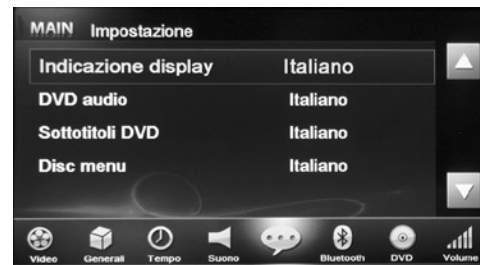 MAIN Impostazione
Indicazione display Italiano
DVD audio Italiano
Sottotitoli DVD Italiano
Disc menu Italiano
Video Generali Tempo Suono Bluetooth DVD Volume